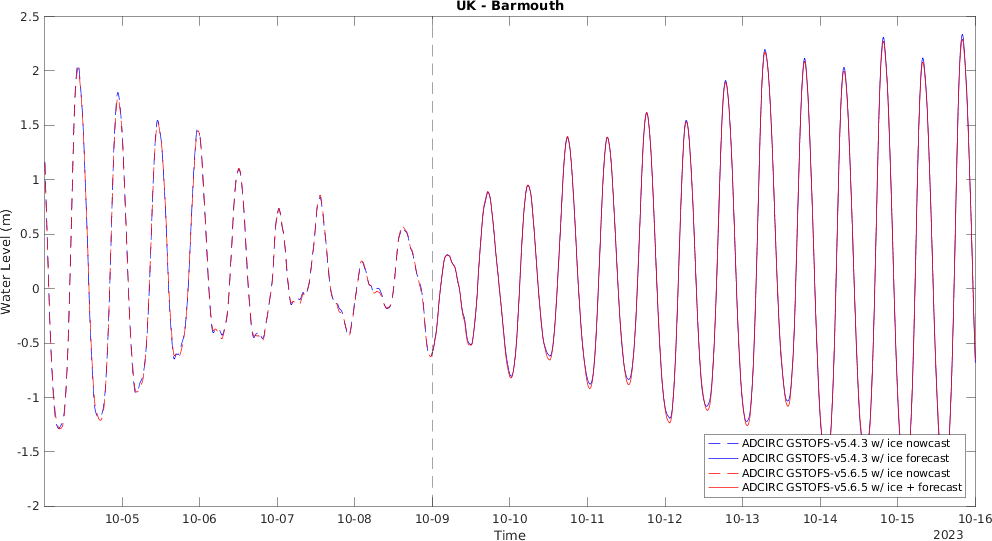 UK - Barmouth
2.5
2
1.5
1
0.5
0
-0.5
-1
-1.5
-2
Water Level (m)
ADCIRC GSTOFS-v5.4.3 w/ ice nowcast
ADCIRC GSTOFS-v5.4.3 w/ ice forecast
ADCIRC GSTOFS-v5.6.5 w/ ice nowcast
ADCIRC GSTOFS-v5.6.5 w/ ice + forecast
10-05 10-06 10-07 10-08 10-09 10-10 10-11 10-12 10-13 10-14 10-15 10-16
Time
2023